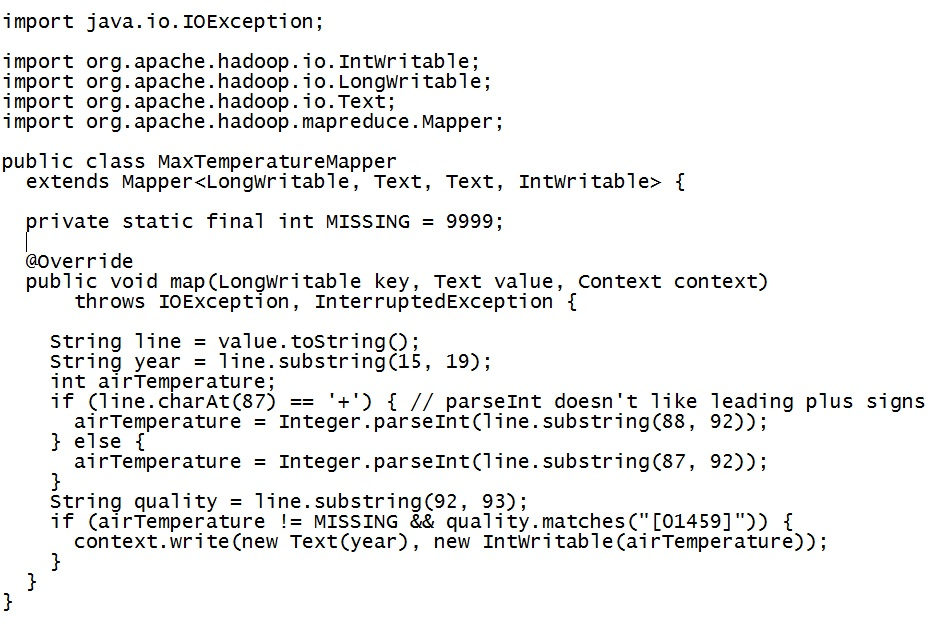 import java.io.IOException;

import org.apache.hadoop.io.IntWritable;
import org.apache.hadoop.io.LongWritable;
import org.apache.hadoop.io.Text;
import org.apache.hadoop.mapreduce.Mapper;

public class MaxTemperatureMapper
  extends Mapper<LongWritable, Text, Text, IntWritable> {

  private static final int MISSING = 9999;

  @Override
  public void map(LongWritable key, Text value, Context context)
      throws IOException, InterruptedException {

    String line = value.toString();
    String year = line.substring(15, 19);
    int airTemperature;
    if (line.charAt(87) == '+') { // parseInt doesn't like leading plus signs
      airTemperature = Integer.parseInt(line.substring(88, 92));
    } else {
      airTemperature = Integer.parseInt(line.substring(87, 92));
    }
    String quality = line.substring(92, 93);
    if (airTemperature != MISSING && quality.matches("[01459]")) {
      context.write(new Text(year), new IntWritable(airTemperature));
    }
  }
}